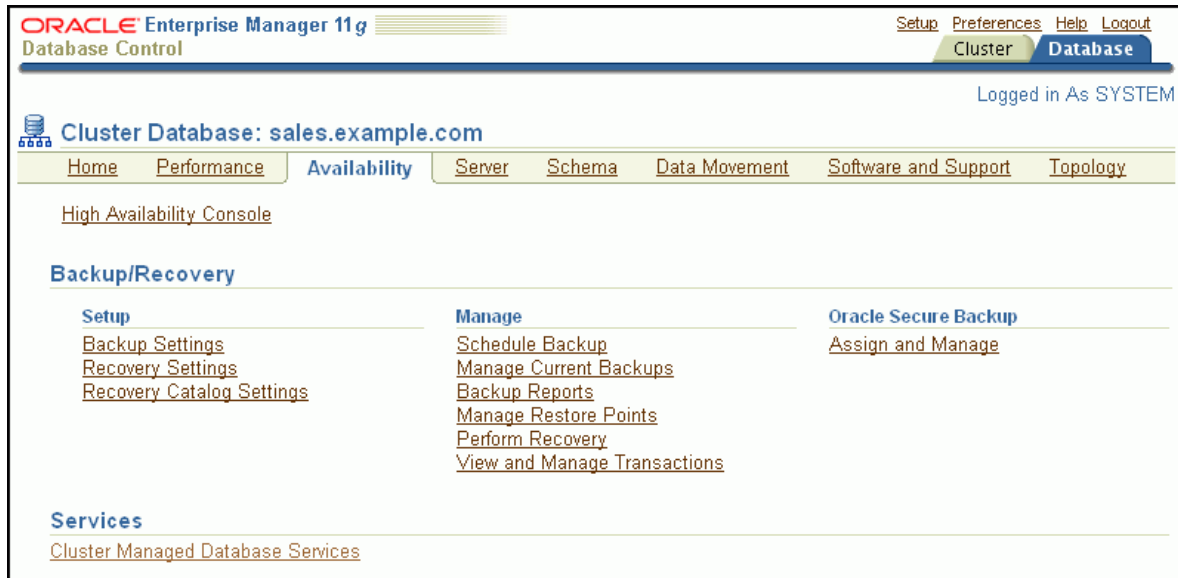 ORACLE Enterprise Manager 11g
Database Control
Setup Preferences Help Logout
Cluster Database
Logged in As SYSTEM
Cluster Database: sales.example.com
Home Performance Availability Server Schema Data Movement Software and Support Topology
High Availability Console
Backup/Recovery
Setup
Backup Settings
Recovery Settings
Recovery Catalog Settings
Manage
Schedule Backup
Manage Current Backups
Backup Reports
Manage Restore Points
Perform Recovery
View and Manage Transactions
Oracle Secure Backup
Assign and Manage
Services
Cluster Managed Database Services